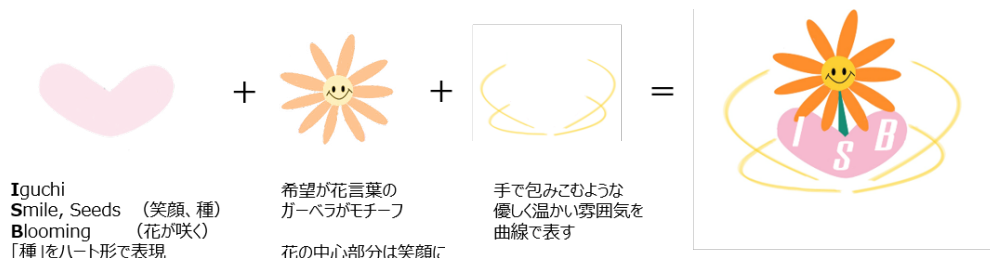 + + =
I S B
Iguchi
Smile, Seeds （笑顔、種）
Blooming （花が咲く）
「種」をハート形で表現
希望が花言葉の
ガーベラがモチーフ
花の中心部分は笑顔に
手で包みこむような
優しく温かい雰囲気を
曲線で表す